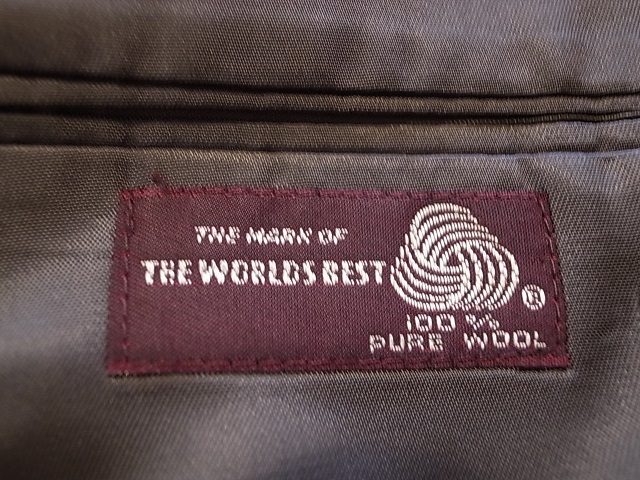 THE MARK OF
THE WORLDS BEST
®
100 %
PURE WOOL